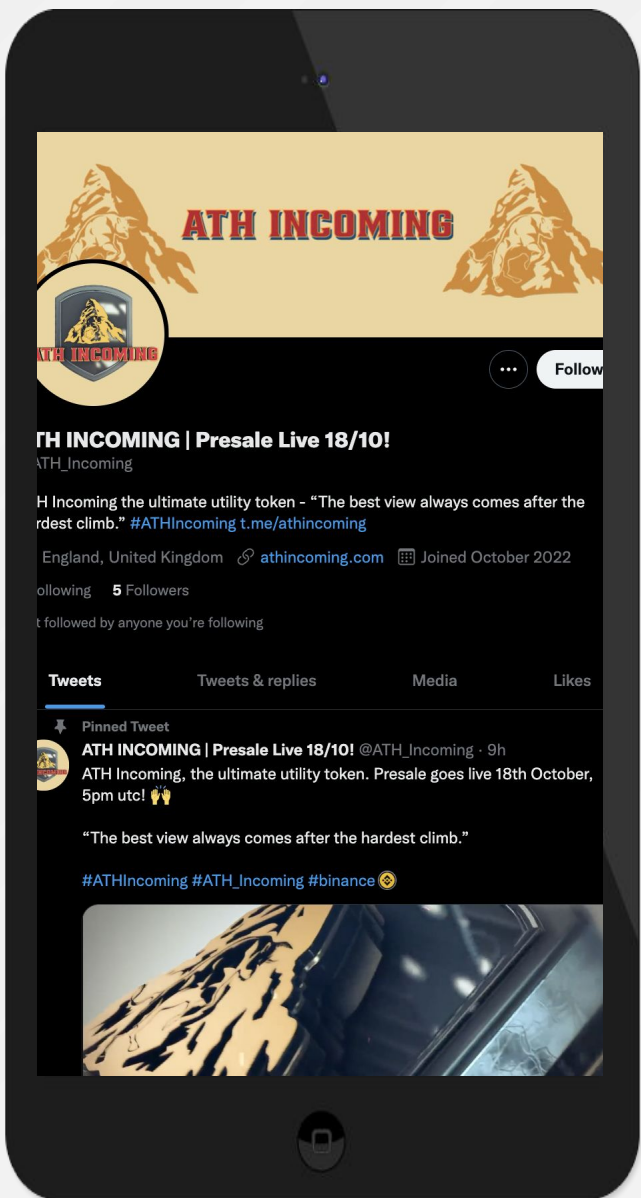 ATH INCOMING
ATH INCOMING
Follow
TH INCOMING | Presale Live 18/10!
ATH_Incoming
H Incoming the ultimate utility token - “The best view always comes after the
rdest climb.” #ATHIncoming t.me/athincoming
England, United Kingdom athincoming.com Joined October 2022
ollowing 5 Followers
t followed by anyone you’re following
Tweets Tweets & replies Media Likes
Pinned Tweet
ATH INCOMING | Presale Live 18/10! @ATH_Incoming · 9h
ATH Incoming, the ultimate utility token. Presale goes live 18th October,
5pm utc! 🙌
“The best view always comes after the hardest climb.”
#ATHIncoming #ATH_Incoming #binance